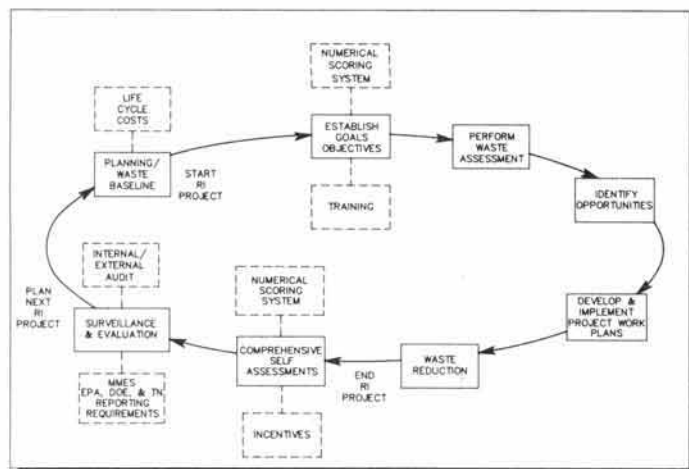 NUMERICAL
SCORING
SYSTEM
LIFE
CYCLE
COSTS
ESTABLISH
GOALS
OBJECTIVES
PERFORM
WASTE
ASSESSMENT
PLANNING/
WASTE
BASELINE
START
RI
PROJECT
TRAINING
IDENTIFY
OPPORTUNITIES
INTERNAL/
EXTERNAL
AUDIT
NUMERICAL
SCORING
SYSTEM
PLAN
NEXT
RI
PROJECT
DEVELOP &
IMPLEMENT
PROJECT WORK
PLANS
SURVEILLANCE
& EVALUATION
COMPREHENSIVE
SELF
ASSESSMENTS
WASTE
REDUCTION
END
RI
PROJECT
MMES
EPA, DOE, & TN
REPORTING
REQUIREMENTS
INCENTIVES